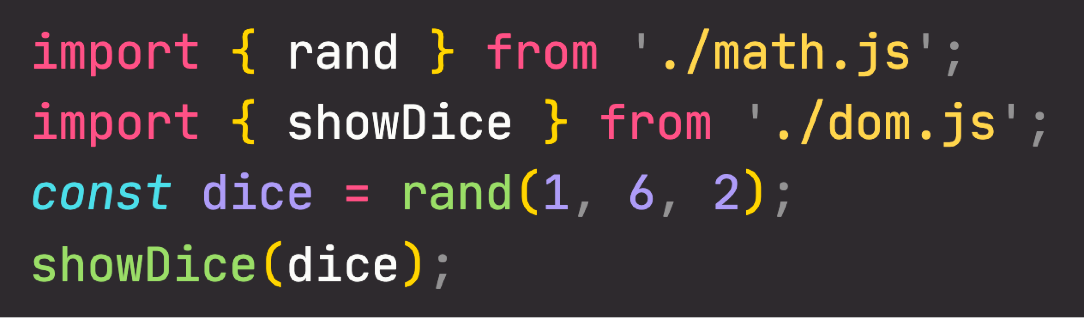 import { rand } from './math.js';
import { showDice } from './dom.js';
const dice = rand(1, 6, 2);
showDice(dice);